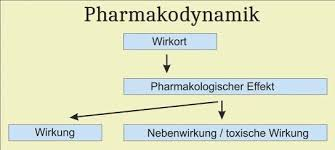 Pharmakodynamik
Wirkort
Pharmakologischer Effekt
Wirkung
Nebenwirkung / toxische Wirkung